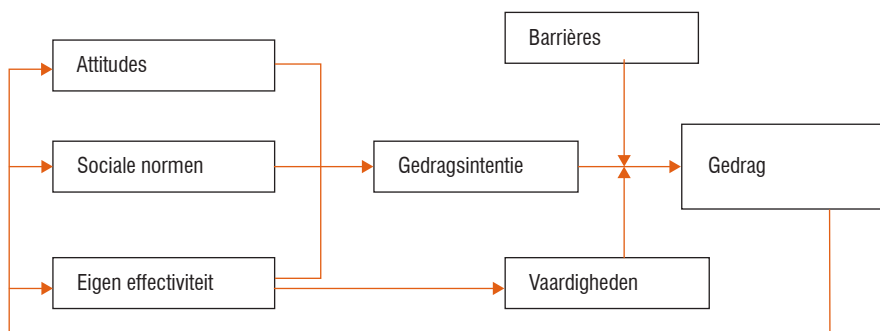 Barrières
Attitudes
Sociale normen
Gedragsintentie
Gedrag
Eigen effectiviteit
Vaardigheden